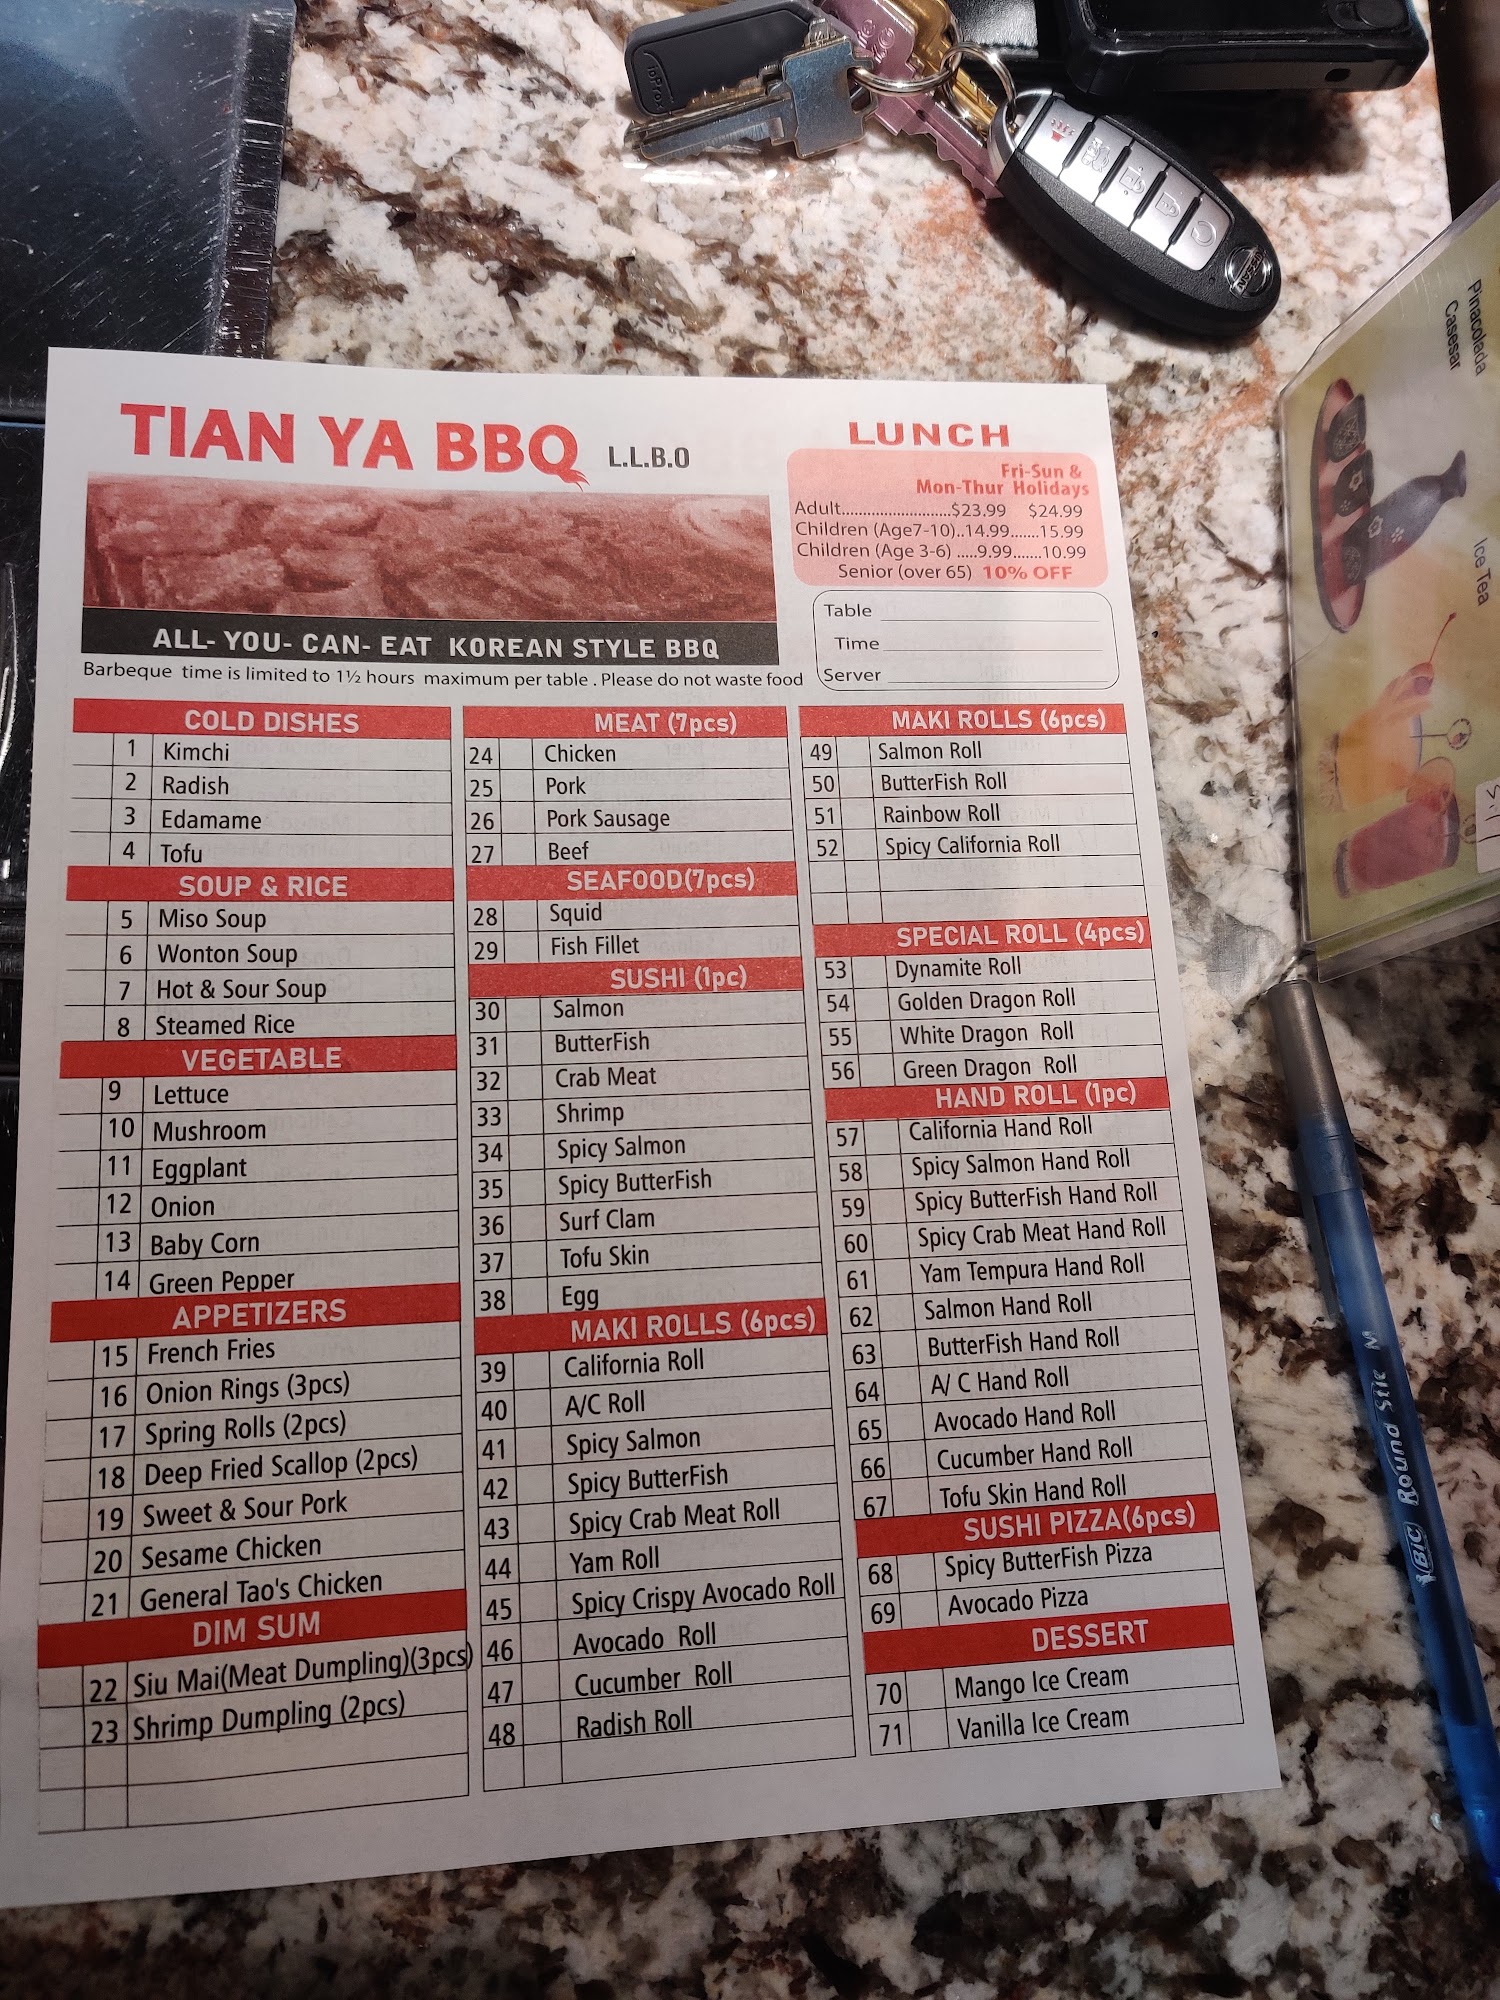 inProx
NISSAN
Pinacolada
Casesar
Ice Tea
TIAN YA BBQ L.L.B.O
ALL- YOU- CAN- EAT KOREAN STYLE BBQ
Barbeque time is limited to 1½ hours maximum per table . Please do not waste food
LUNCH
Fri-Sun &
Mon-Thur Holidays
Adult..........................$23.99 $24.99
Children (Age7-10)..14.99.......15.99
Children (Age 3-6) .....9.99.......10.99
Senior (over 65) 10% OFF
Table
Time
Server
COLD DISHES
1 Kimchi
2 Radish
3 Edamame
4 Tofu
SOUP & RICE
5 Miso Soup
6 Wonton Soup
7 Hot & Sour Soup
8 Steamed Rice
VEGETABLE
9 Lettuce
10 Mushroom
11 Eggplant
12 Onion
13 Baby Corn
14 Green Pepper
APPETIZERS
15 French Fries
16 Onion Rings (3pcs)
17 Spring Rolls (2pcs)
18 Deep Fried Scallop (2pcs)
19 Sweet & Sour Pork
20 Sesame Chicken
21 General Tao's Chicken
DIM SUM
22 Siu Mai(Meat Dumpling)(3pcs)
23 Shrimp Dumpling (2pcs)
MEAT (7pcs)
24 Chicken
25 Pork
26 Pork Sausage
27 Beef
SEAFOOD(7pcs)
28 Squid
29 Fish Fillet
SUSHI (1pc)
30 Salmon
31 ButterFish
32 Crab Meat
33 Shrimp
34 Spicy Salmon
35 Spicy ButterFish
36 Surf Clam
37 Tofu Skin
38 Egg
MAKI ROLLS (6pcs)
39 California Roll
40 A/C Roll
41 Spicy Salmon
42 Spicy ButterFish
43 Spicy Crab Meat Roll
44 Yam Roll
45 Spicy Crispy Avocado Roll
46 Avocado Roll
47 Cucumber Roll
48 Radish Roll
MAKI ROLLS (6pcs)
49 Salmon Roll
50 ButterFish Roll
51 Rainbow Roll
52 Spicy California Roll
SPECIAL ROLL (4pcs)
53 Dynamite Roll
54 Golden Dragon Roll
55 White Dragon Roll
56 Green Dragon Roll
HAND ROLL (1pc)
57 California Hand Roll
58 Spicy Salmon Hand Roll
59 Spicy ButterFish Hand Roll
60 Spicy Crab Meat Hand Roll
61 Yam Tempura Hand Roll
62 Salmon Hand Roll
63 ButterFish Hand Roll
64 A/ C Hand Roll
65 Avocado Hand Roll
66 Cucumber Hand Roll
67 Tofu Skin Hand Roll
SUSHI PIZZA(6pcs)
68 Spicy ButterFish Pizza
69 Avocado Pizza
DESSERT
70 Mango Ice Cream
71 Vanilla Ice Cream
BIC Round Stic M